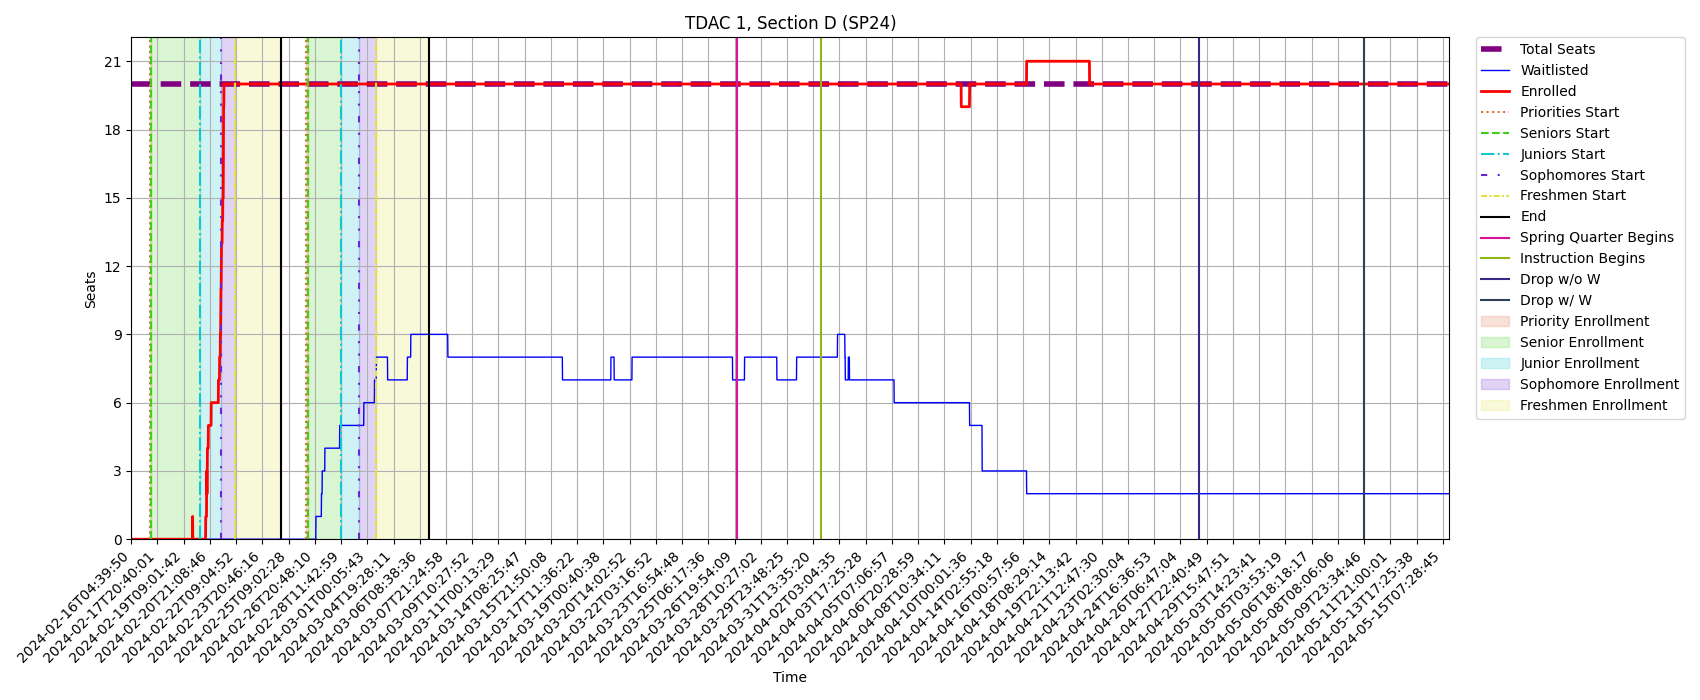 TDAC 1, Section D (SP24)
Seats
21
18
15
12
9
6
3
0
2024-02-16T04:39:50
2024-02-17T20:40:01
2024-02-19T09:01:42
2024-02-20T21:08:46
2024-02-22T09:04:52
2024-02-23T20:46:16
2024-02-25T09:02:28
2024-02-26T20:48:10
2024-02-28T11:42:59
2024-03-01T00:05:43
2024-03-04T19:28:11
2024-03-06T08:38:36
2024-03-07T21:24:58
2024-03-09T10:27:52
2024-03-11T00:13:29
2024-03-14T08:25:47
2024-03-15T21:50:08
2024-03-17T11:36:22
2024-03-19T00:40:38
2024-03-20T14:02:52
2024-03-22T03:16:52
2024-03-23T16:54:48
2024-03-25T06:17:36
2024-03-26T19:54:09
2024-03-28T10:27:02
2024-03-29T23:48:25
2024-03-31T13:35:20
2024-04-02T03:04:35
2024-04-03T17:25:28
2024-04-05T07:06:57
2024-04-06T20:28:59
2024-04-08T10:34:11
2024-04-10T00:01:36
2024-04-14T02:55:18
2024-04-16T00:57:56
2024-04-18T08:29:14
2024-04-19T22:13:42
2024-04-21T12:47:30
2024-04-23T02:30:04
2024-04-24T16:36:53
2024-04-26T06:47:04
2024-04-27T22:40:49
2024-04-29T15:47:51
2024-05-03T14:23:41
2024-05-05T03:53:19
2024-05-06T18:18:17
2024-05-08T08:06:06
2024-05-09T23:34:46
2024-05-11T21:00:01
2024-05-13T17:25:38
2024-05-15T07:28:45
Time
Total Seats
Waitlisted
Enrolled
Priorities Start
Seniors Start
Juniors Start
Sophomores Start
Freshmen Start
End
Spring Quarter Begins
Instruction Begins
Drop w/o W
Drop w/ W
Priority Enrollment
Senior Enrollment
Junior Enrollment
Sophomore Enrollment
Freshmen Enrollment